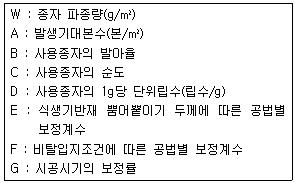 W : 종자 파종량(g/㎡)
A : 발생기대본수(본/㎡)
B : 사용종자의 발아율
C : 사용종자의 순도
D : 사용종자의 1g당 단위립수(립수/g)
E : 식생기반재 뿜어붙이기 두께에 따른 공법별
보정계수
F : 비탈입지조건에 따른 공법별 보정계수
G : 시공시기의 보정률